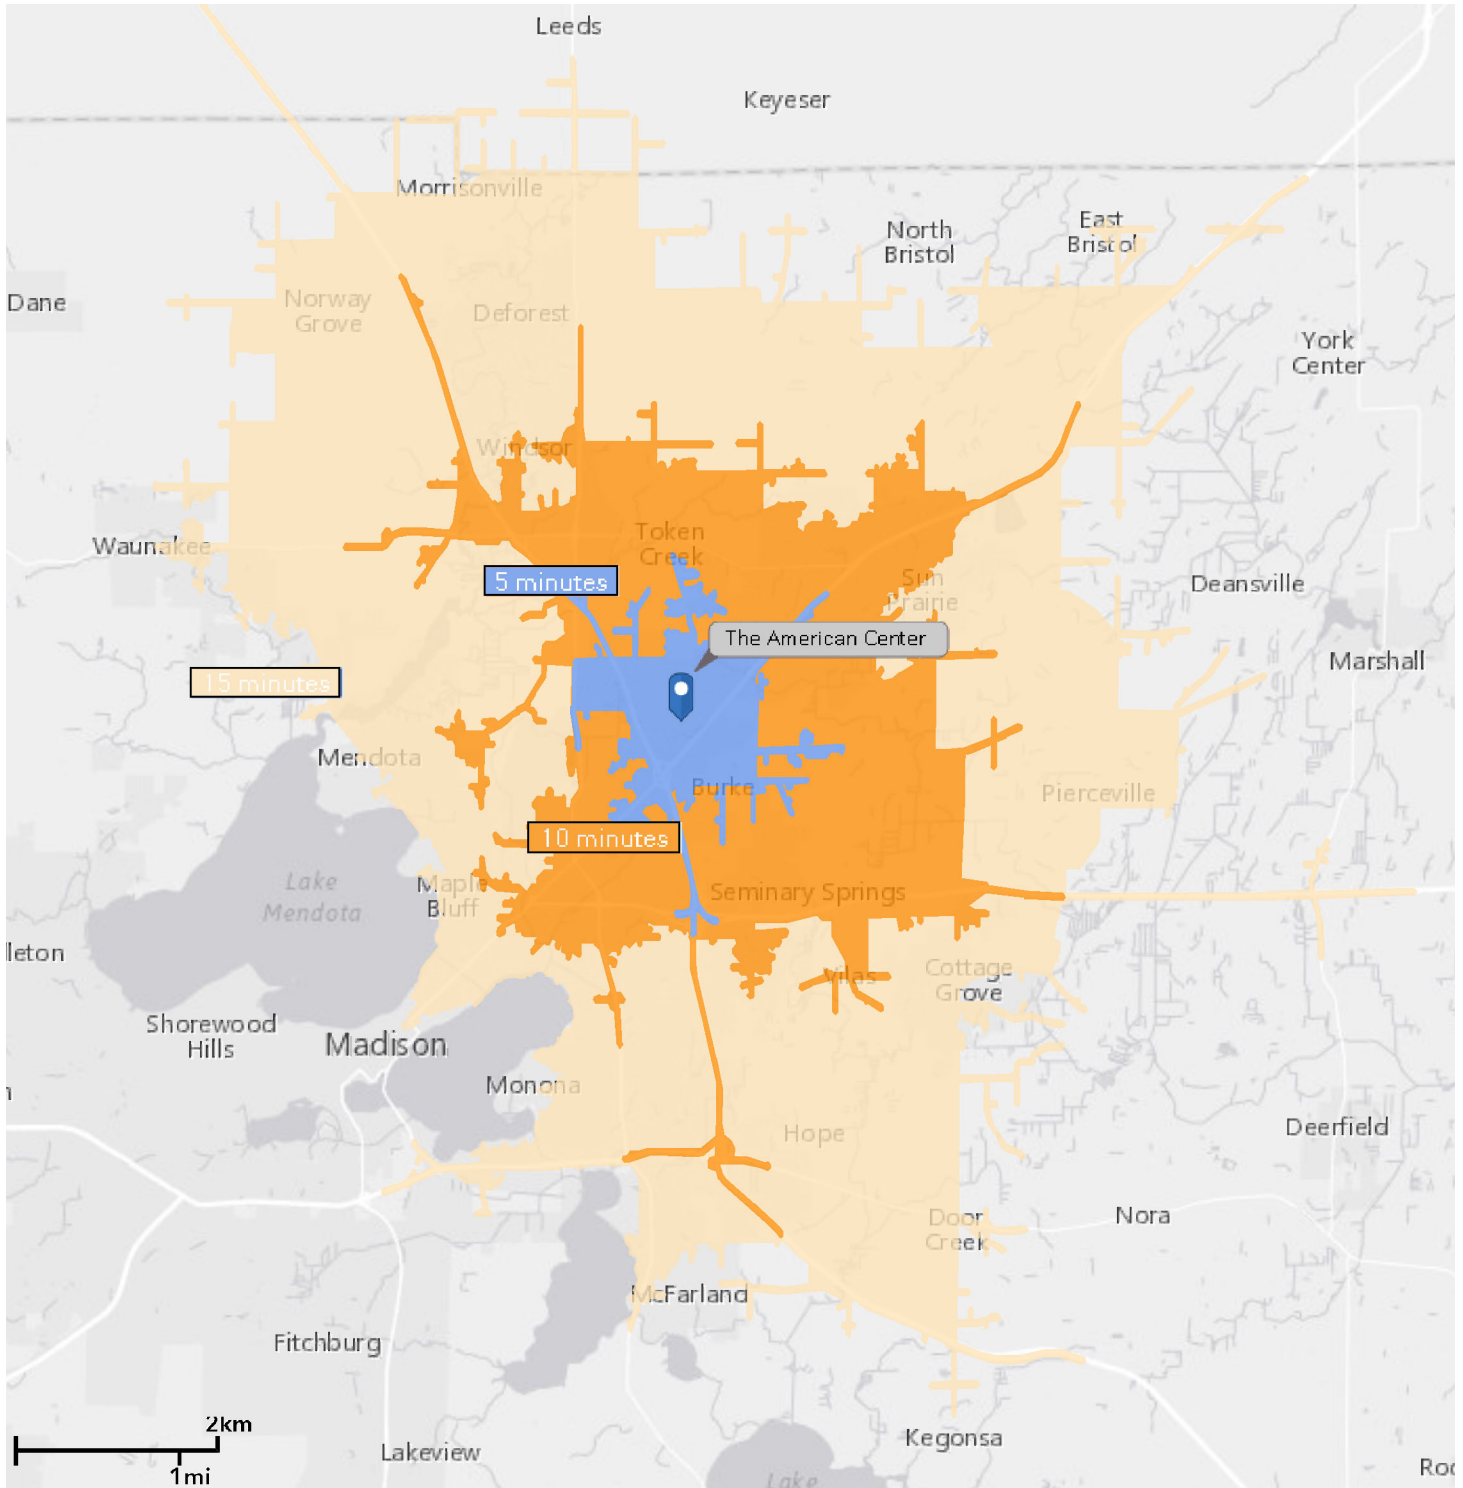 Leeds
Keyeser
Morrisonville
North
Bristol
East
Bristol
Dane
Norway
Grove
Deforest
York
Center
Windsor
Token
Creek
Waunakee
5 minutes
Sun
Prairie
Deansville
The American Center
Marshall
15 minutes
Mendota
Burke
Pierceville
10 minutes
Lake
Mendota
Maple
Bluff
Seminary Springs
leton
Vilas
Cottage
Grove
Shorewood
Hills
Madison
Monona
Hope
Deerfield
Door
Creek
Nora
McFarland
Fitchburg
2km
1mi
Lakeview
Kegonsa
Lake
Roc